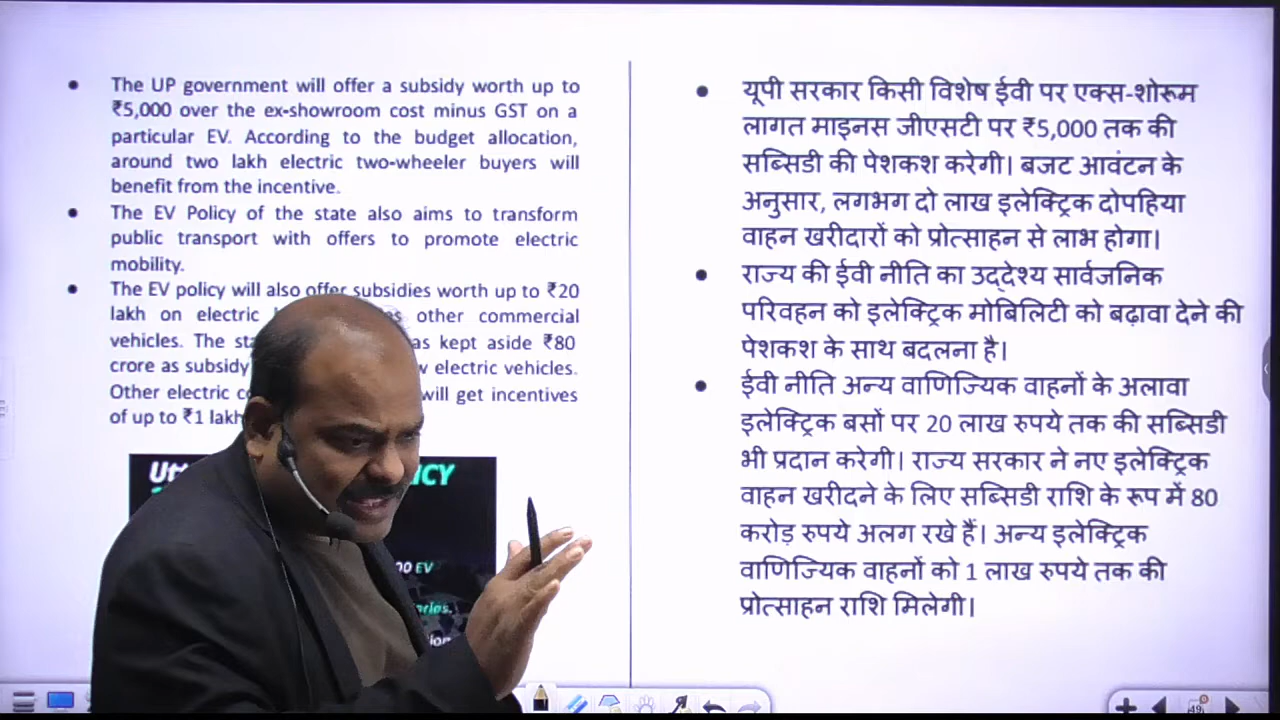 The UP government will offer a subsidy worth up to
₹5,000 over the ex-showroom cost minus GST on a
particular EV. According to the budget allocation,
around two lakh electric two-wheeler buyers will
benefit from the incentive.
The EV Policy of the state also aims to transform
public transport with offers to promote electric
mobility.
The EV policy will also offer subsidies worth up to ₹20
lakh on electric other commercial
vehicles. The kept aside ₹80
crore as subsidy electric vehicles.
Other electric will get incentives
of up to ₹1 lakh
यूपी सरकार किसी विशेष ईवी पर एक्स-शोरूम
लागत माइनस जीएसटी पर ₹5,000 तक की
सब्सिडी की पेशकश करेगी। बजट आवंटन के
अनुसार, लगभग दो लाख इलेक्ट्रिक दोपहिया
वाहन खरीदारों को प्रोत्साहन से लाभ होगा।
राज्य की ईवी नीति का उद्देश्य सार्वजनिक
परिवहन को इलेक्ट्रिक मोबिलिटी को बढ़ावा देने की
पेशकश के साथ बदलना है।
ईवी नीति अन्य वाणिज्यिक वाहनों के अलावा
इलेक्ट्रिक बसों पर 20 लाख रुपये तक की सब्सिडी
भी प्रदान करेगी। राज्य सरकार ने नए इलेक्ट्रिक
वाहन खरीदने के लिए सब्सिडी राशि के रूप में 80
करोड़ रुपये अलग रखे हैं। अन्य इलेक्ट्रिक
वाणिज्यिक वाहनों को 1 लाख रुपये तक की
प्रोत्साहन राशि मिलेगी।
EV
49